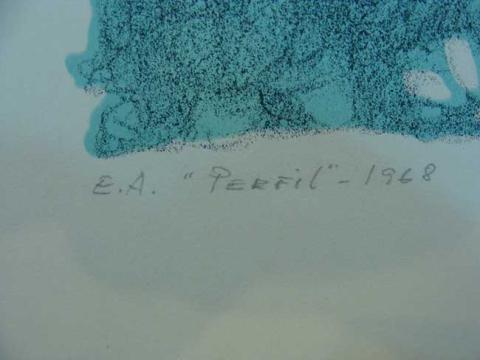 E.A. "PERFIL" - 1968